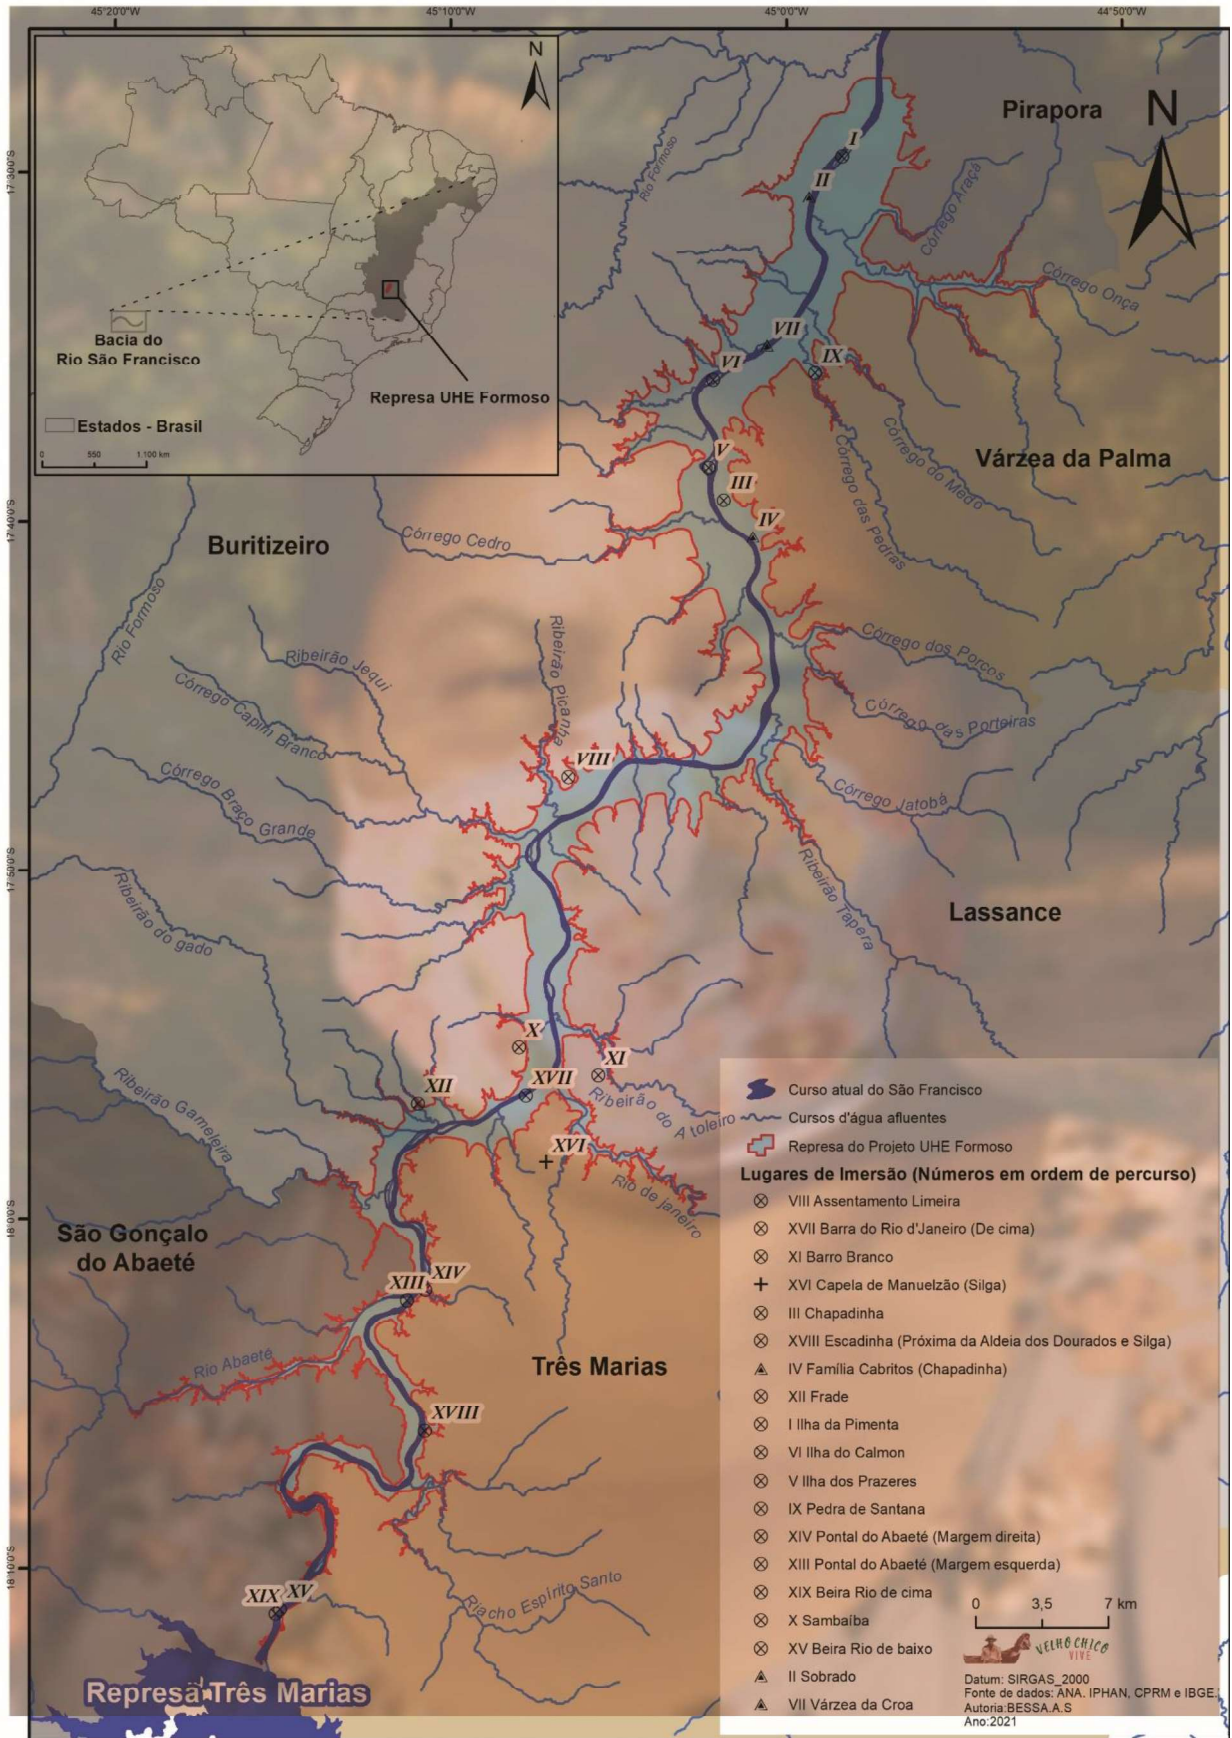 45°20'0"W
45°10'0"W
45°0'0"W
44°50'0"W
17°30'0"S
17°40'0"S
17°50'0"S
18°0'0"S
18°10'0"S
N
Bacia do
Rio São Francisco
Represa UHE Formoso
Estados - Brasil
0 550 1.100 km
N
Pirapora
I
II
Rio Formoso
Córrego Araçá
Córrego Onça
VII
VI
IX
Córrego do Medo
Várzea da Palma
V
III
Córrego das Pedras
IV
Buritizeiro
Córrego Cedro
Rio Formoso
Ribeirão Jequi
Ribeirão Piçanha
Córrego dos Porcos
Córrego Capim Branco
Córrego das Porteiras
VIII
Córrego Braço Grande
Córrego Jatobá
Ribeirão do gado
Ribeirão Tapera
Lassance
X
XI
XII
XVII
Ribeirão Gameleira
Ribeirão do Atoleiro
XVI
Rio de janeiro
São Gonçalo
do Abaeté
XIII
XIV
Rio Abaeté
Três Marias
XVIII
XIX
XV
Riacho Espírito Santo
Represa Três Marias
Curso atual do São Francisco
Cursos d'água afluentes
Represa do Projeto UHE Formoso
Lugares de Imersão (Números em ordem de percurso)
VIII Assentamento Limeira
XVII Barra do Rio d'Janeiro (De cima)
XI Barro Branco
XVI Capela de Manuelzão (Silga)
III Chapadinha
XVIII Escadinha (Próxima da Aldeia dos Dourados e Silga)
IV Família Cabritos (Chapadinha)
XII Frade
I Ilha da Pimenta
VI Ilha do Calmon
V Ilha dos Prazeres
IX Pedra de Santana
XIV Pontal do Abaeté (Margem direita)
XIII Pontal do Abaeté (Margem esquerda)
XIX Beira Rio de cima
X Sambaíba
XV Beira Rio de baixo
II Sobrado
VII Várzea da Croa
0 3,5 7 km
VELHO CHICO
VIVE
Datum: SIRGAS_2000
Fonte de dados: ANA. IPHAN, CPRM e IBGE.
Autoria:BESSA.A.S
Ano:2021